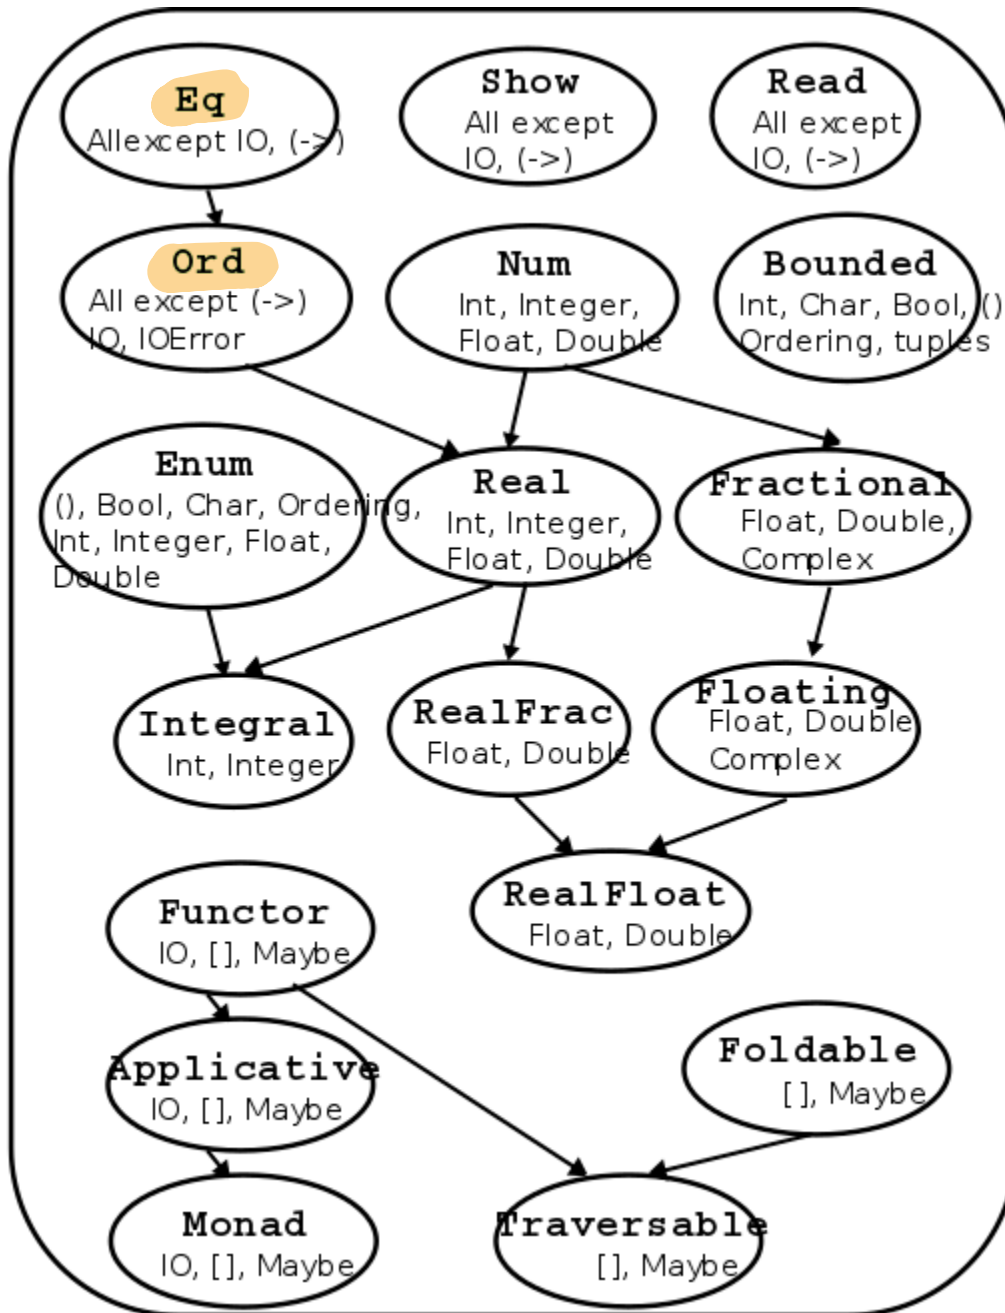 Eq
Allexcept IO, (->)
Show
All except
IO, (->)
Read
All except
IO, (->)
Ord
All except (->)
IO, IOError
Num
Int, Integer,
Float, Double
Bounded
Int, Char, Bool, ()
Ordering, tuples
Enum
(), Bool, Char, Ordering,
Int, Integer, Float,
Double
Real
Int, Integer,
Float, Double
Fractional
Float, Double,
Complex
Integral
Int, Integer
RealFrac
Float, Double
Floating
Float, Double
Complex
RealFloat
Float, Double
Functor
IO, [], Maybe
Applicative
IO, [], Maybe
Foldable
[], Maybe
Monad
IO, [], Maybe
Traversable
[], Maybe